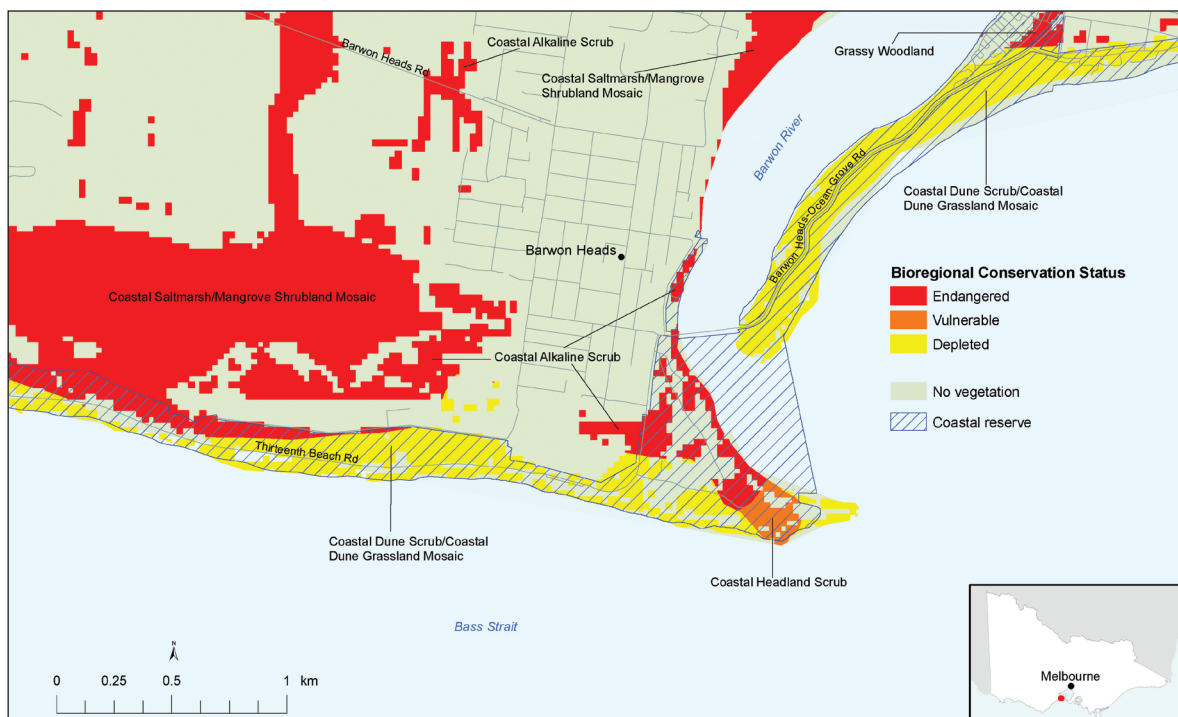 Barwon Heads Rd
Coastal Alkaline Scrub
Coastal Saltmarsh/Mangrove
Shrubland Mosaic
Grassy Woodland
Barwon River
Barwon Heads-Ocean Grove Rd
Coastal Dune Scrub/Coastal
Dune Grassland Mosaic
Barwon Heads
Coastal Saltmarsh/Mangrove Shrubland Mosaic
Coastal Alkaline Scrub
Thirteenth Beach Rd
Coastal Dune Scrub/Coastal
Dune Grassland Mosaic
Coastal Headland Scrub
Bass Strait
Bioregional Conservation Status
Endangered
Vulnerable
Depleted
No vegetation
Coastal reserve
N
0 0.25 0.5 1 km
Melbourne